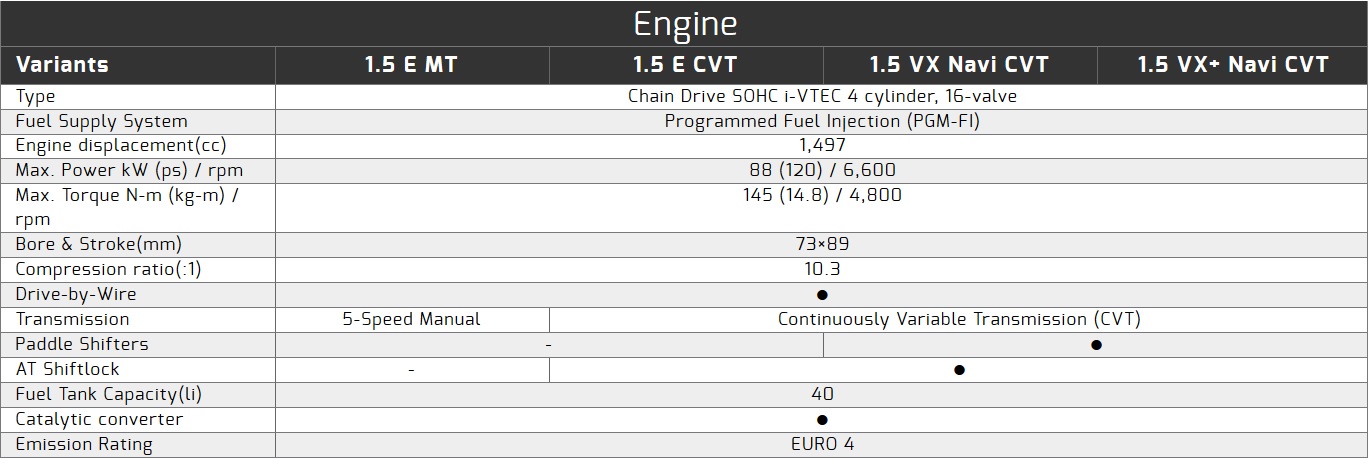 Engine
Variants 1.5 E MT 1.5 E CVT 1.5 VX Navi CVT 1.5 VX+ Navi CVT
Type Chain Drive SOHC i-VTEC 4 cylinder, 16-valve
Fuel Supply System Programmed Fuel Injection (PGM-FI)
Engine displacement(cc) 1,497
Max. Power kW (ps) / rpm 88 (120) / 6,600
Max. Torque N-m (kg-m) / 145 (14.8) / 4,800
rpm
Bore & Stroke(mm) 73×89
Compression ratio(:1) 10.3
Drive-by-Wire ●
Transmission 5-Speed Manual Continuously Variable Transmission (CVT)
Paddle Shifters - ●
AT Shiftlock - ●
Fuel Tank Capacity(li) 40
Catalytic converter ●
Emission Rating EURO 4